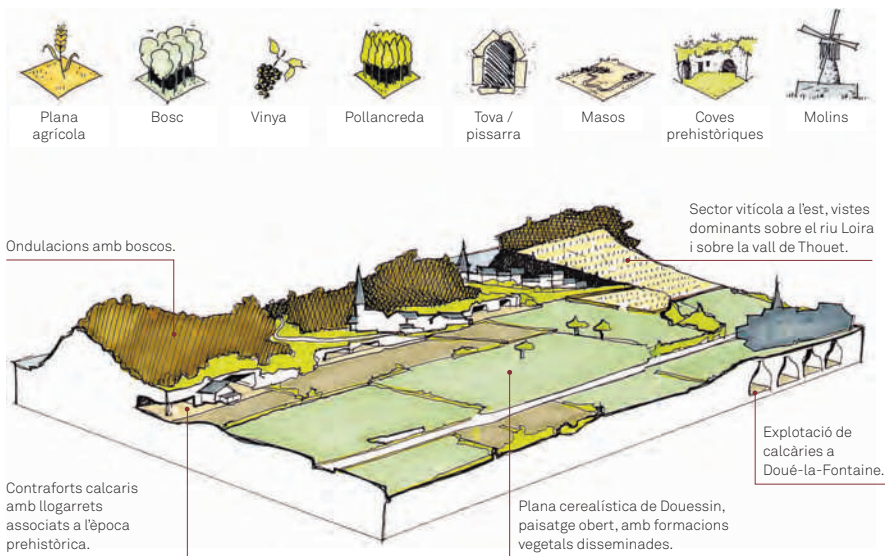 Plana
agrícola
Bosc
Vinya
Pollancreda
Tova /
pissarra
Masos
Coves
prehistòriques
Molins
Ondulacions amb boscos.
Sector vitícola a l’est, vistes
dominants sobre el riu Loira
i sobre la vall de Thouet.
Contraforts calcaris
amb llogarrets
associats a l’època
prehistòrica.
Plana cerealística de Douessin,
paisatge obert, amb formacions
vegetals disseminades.
Explotació de
calcàries a
Doué-la-Fontaine.